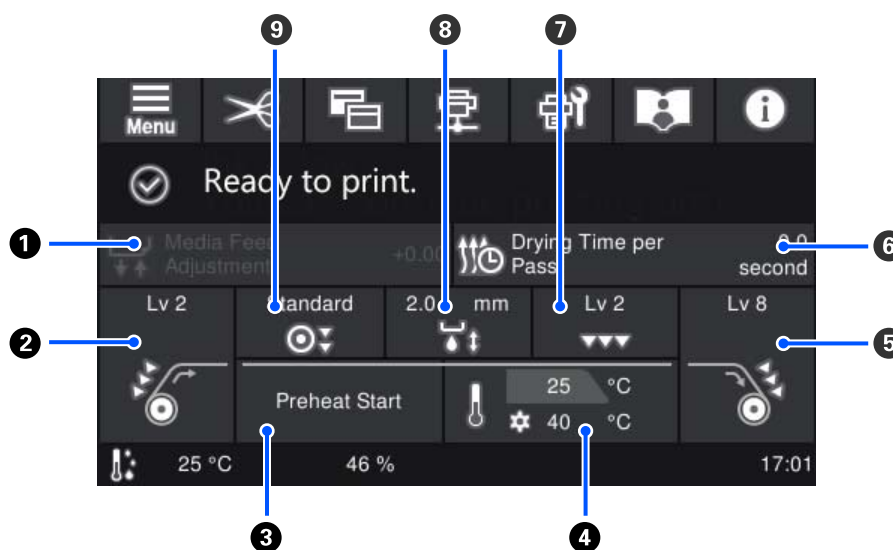 9 8 7
Menu
Ready to print.
1 Media Feed +0.00
Adjustment
Drying Time per 0.0 6
Pass second
Lv 2 Standard 2.0 mm Lv 2 Lv 8
2 5
Preheat Start 25 °C
40 °C
25 °C 46 % 17:01
3 4